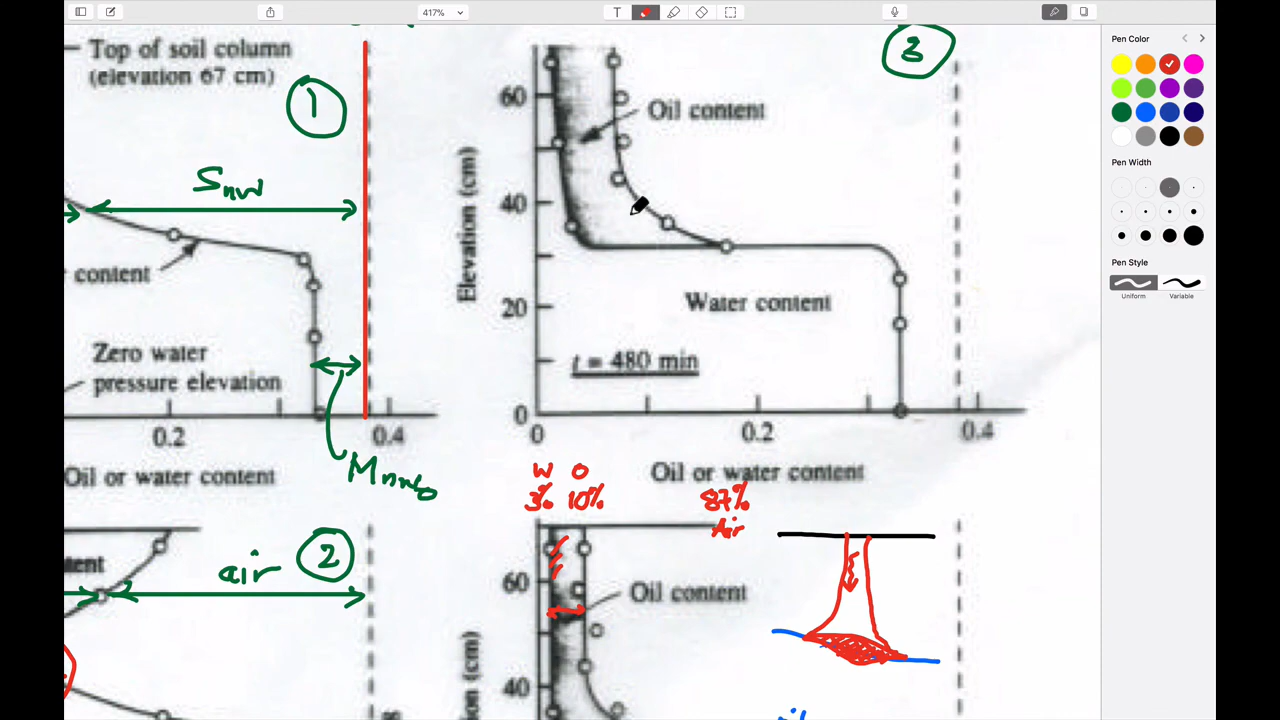 417%
T
Pen Color
Pen Width
Pen Style
Uniform
Variable
Top of soil column
(elevation 67 cm)
1
Snw
content
Zero water
pressure elevation
0.2
0.4
Oil or water content
3
60
40
20
0
Elevation (cm)
Oil content
Water content
t = 480 min
0
0.2
0.4
Oil or water content
W O
3% 10%
87%
Air
2
air
60
40
Elevation (cm)
Oil content